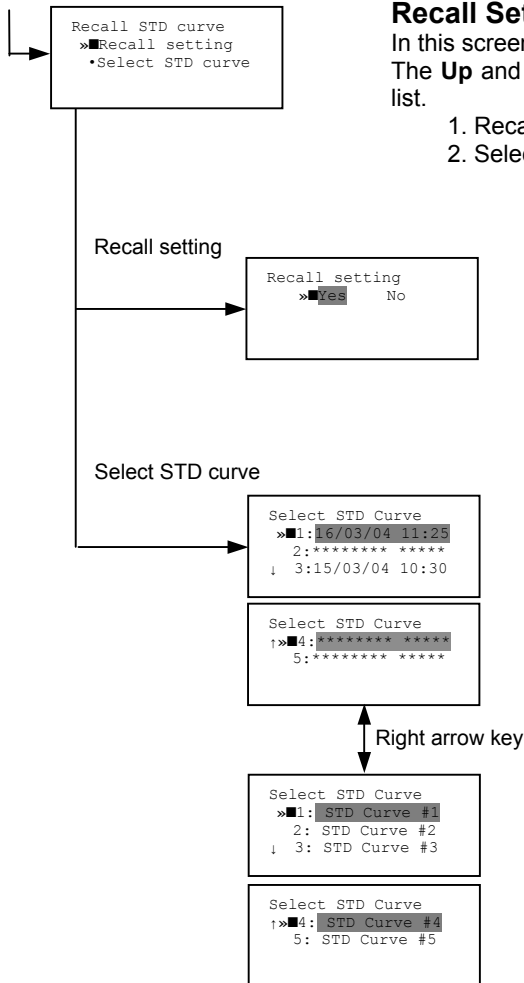 Recall STD curve
»■Recall setting
•Select STD curve
In this screen
The Up and
list.
1.
2.
Recall setting
Recall setting
»■Yes No
Select STD curve
Select STD Curve
»■1:16/03/04 11:25
2:******** *****
↓ 3:15/03/04 10:30
Select STD Curve
↑»■4:******** *****
5:******** *****
Right arrow key
Select STD Curve
»■1: STD Curve #1
2: STD Curve #2
↓ 3: STD Curve #3
Select STD Curve
↑»■4: STD Curve #4
5: STD Curve #5